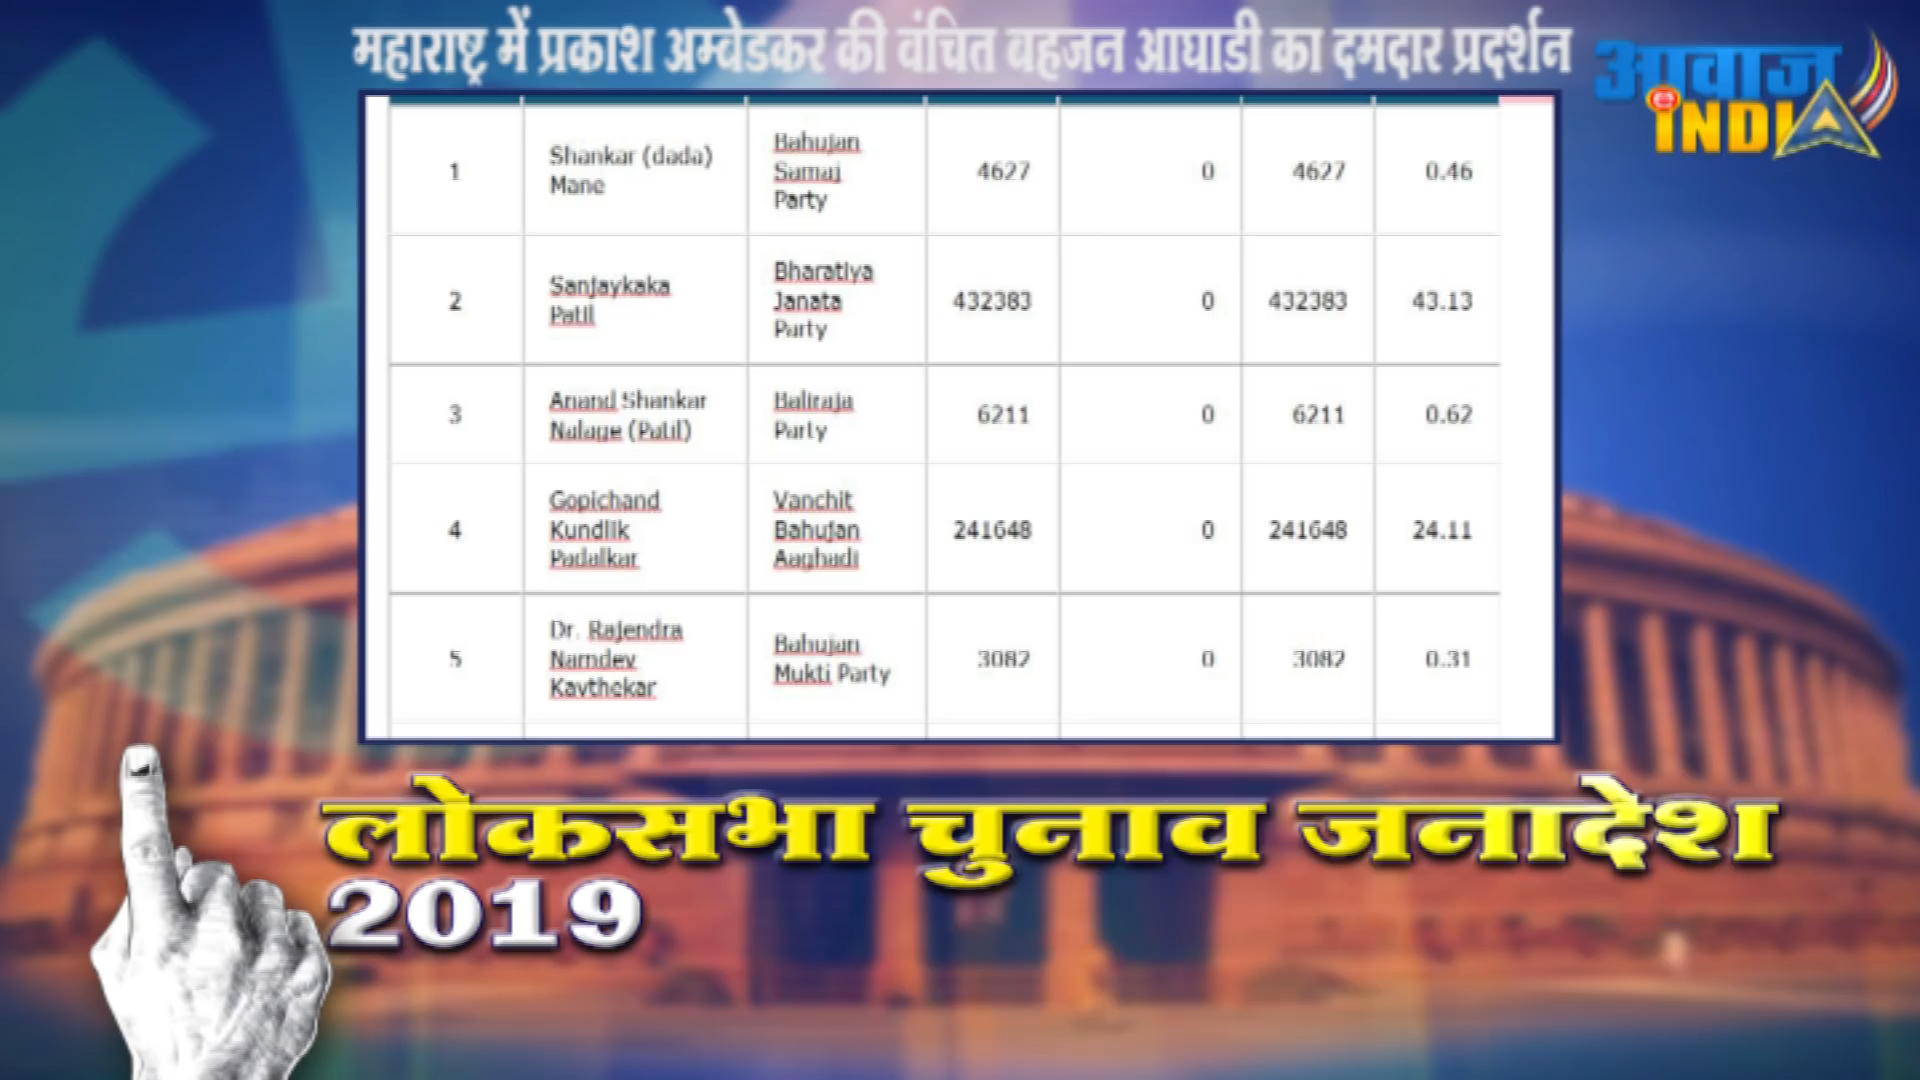 महाराष्ट्र में प्रकाश अम्बेडकर की वंचित बहुजन आघाडी का दमदार प्रदर्शन
आवाज
INDIA
1
Shankar (dada)
Mane
Bahujan
Samaj
Party
4627
0
4627
0.46
2
Sanjaykaka
Patil
Bharatiya
Janata
Party
432383
0
432383
43.13
3
Anand Shankar
Nalage (Patil)
Baliraja
Party
6211
0
6211
0.62
4
Gopichand
Kundlik
Padalkar
Vanchit
Bahujan
Aaghadi
241648
0
241648
24.11
5
Dr. Rajendra
Namdev
Kavthekar
Bahujan
Mukti Party
3082
0
3082
0.31
लोकसभा चुनाव जनादेश
2019